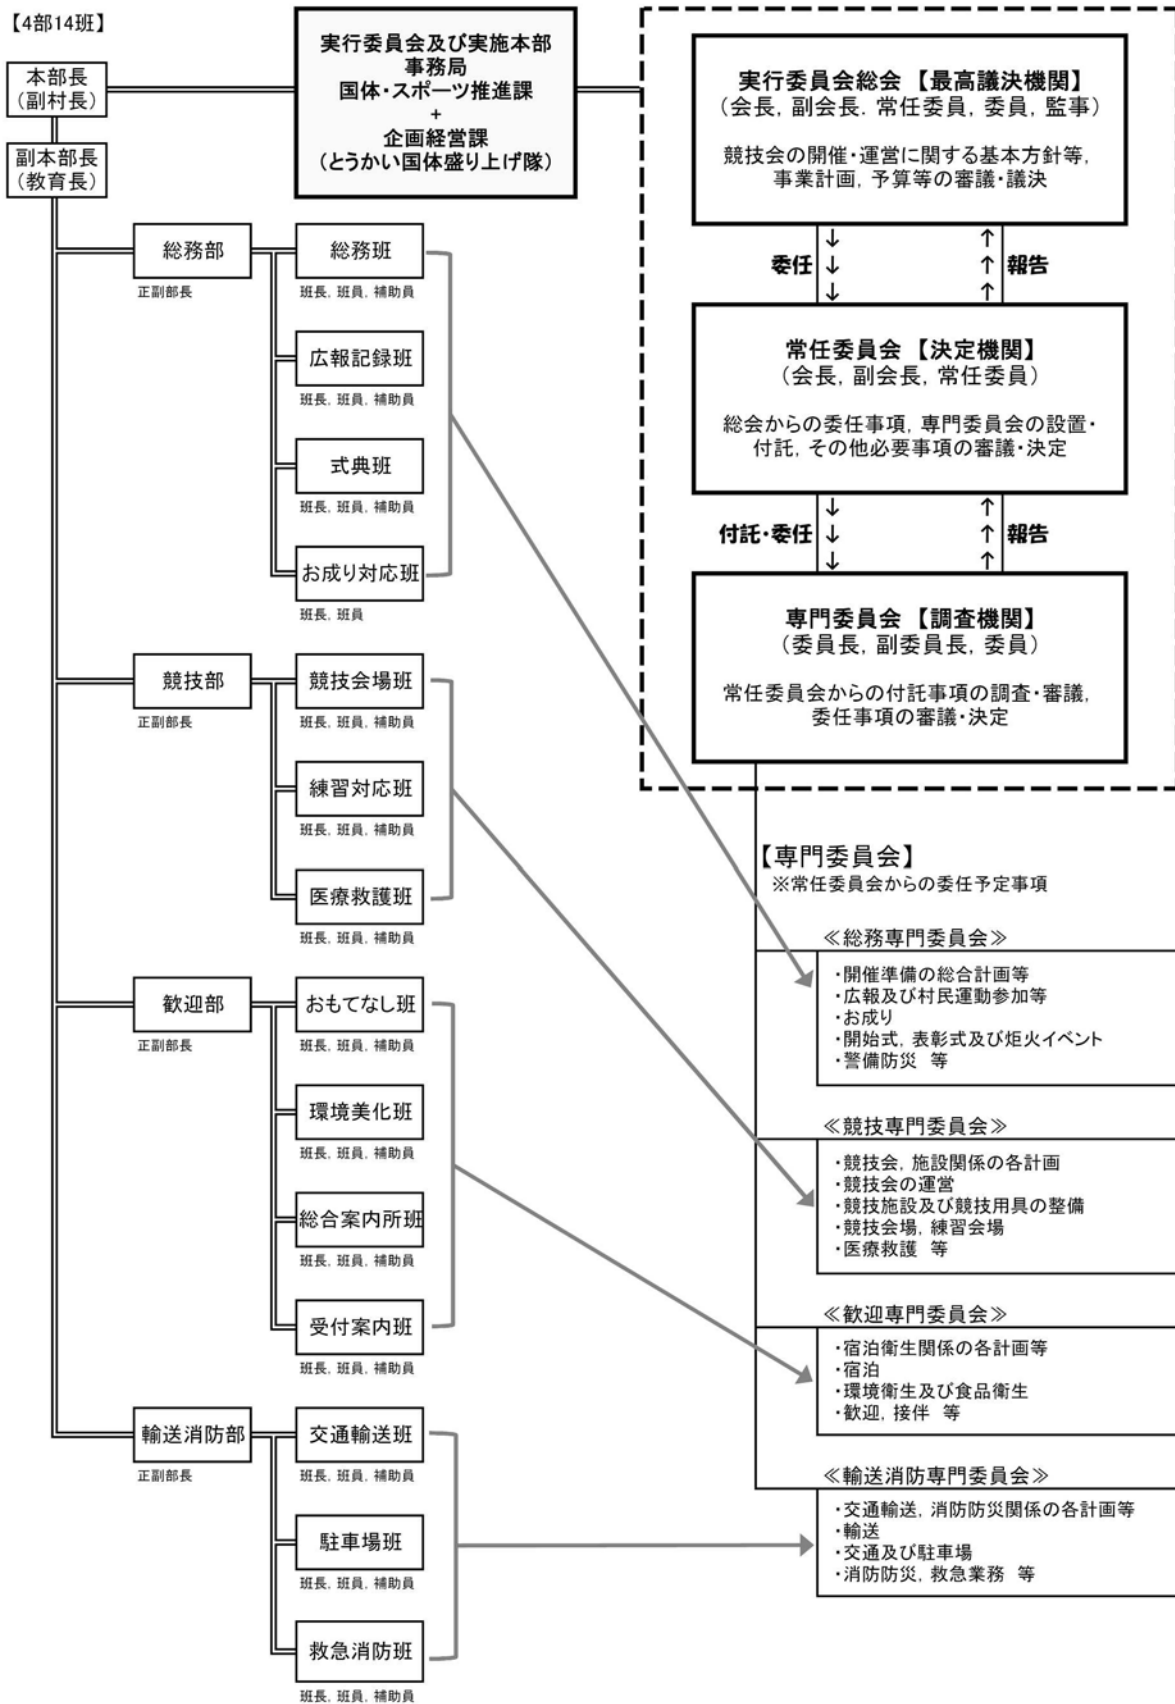 【4部14班】
本部長
(副村長)
副本部長
(教育長)
実行委員会及び実施本部
事務局
国体・スポーツ推進課
+
企画経営課
(とうかい国体盛り上げ隊)
総務部
正副部長
総務班
班長, 班員, 補助員
広報記録班
班長, 班員, 補助員
式典班
班長, 班員, 補助員
お成り対応班
班長, 班員
競技部
正副部長
競技会場班
班長, 班員, 補助員
練習対応班
班長, 班員, 補助員
医療救護班
班長, 班員, 補助員
歓迎部
正副部長
おもてなし班
班長, 班員, 補助員
環境美化班
班長, 班員, 補助員
総合案内所班
班長, 班員, 補助員
受付案内班
班長, 班員, 補助員
輸送消防部
正副部長
交通輸送班
班長, 班員, 補助員
駐車場班
班長, 班員, 補助員
救急消防班
班長, 班員, 補助員
実行委員会総会 【最高議決機関】
(会長, 副会長. 常任委員, 委員, 監事)
競技会の開催・運営に関する基本方針等,
事業計画, 予算等の審議・議決
委任 ↓ ↓ ↓ ↑ ↑ ↑ 報告
常任委員会 【決定機関】
(会長, 副会長, 常任委員)
総会からの委任事項, 専門委員会の設置・
付託, その他必要事項の審議・決定
付託・委任 ↓ ↓ ↓ ↑ ↑ ↑ 報告
専門委員会 【調査機関】
(委員長, 副委員長, 委員)
常任委員会からの付託事項の調査・審議,
委任事項の審議・決定
【専門委員会】
※常任委員会からの委任予定事項
≪総務専門委員会≫
・開催準備の総合計画等
・広報及び村民運動参加等
・お成り
・開始式, 表彰式及び炬火イベント
・警備防災 等
≪競技専門委員会≫
・競技会, 施設関係の各計画
・競技会の運営
・競技施設及び競技用具の整備
・競技会場, 練習会場
・医療救護 等
≪歓迎専門委員会≫
・宿泊衛生関係の各計画等
・宿泊
・環境衛生及び食品衛生
・歓迎, 接伴 等
≪輸送消防専門委員会≫
・交通輸送, 消防防災関係の各計画等
・輸送
・交通及び駐車場
・消防防災, 救急業務 等